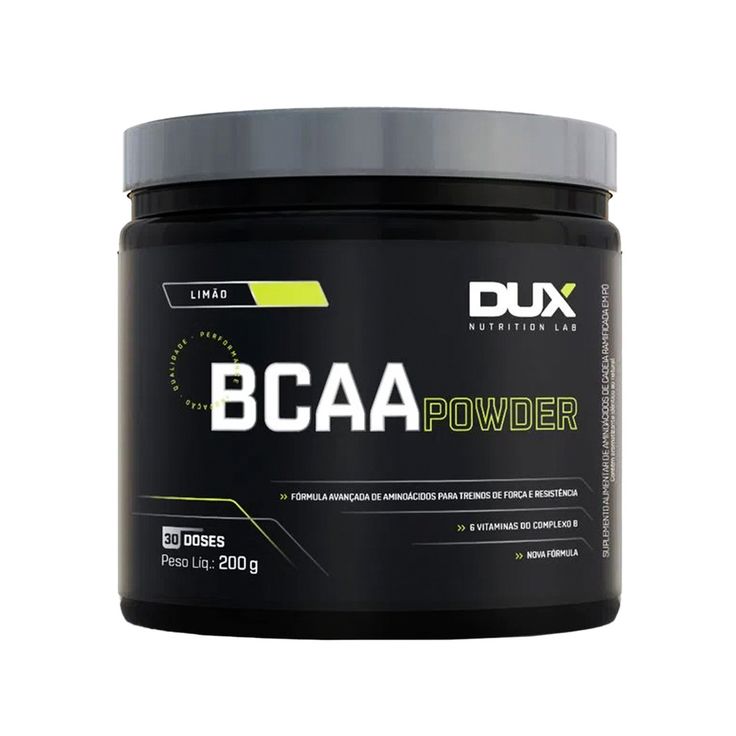 LIMÃO
DUX
NUTRITION LAB
QUALIDADE - PERFORMANCE - INOVAÇÃO -
BCAA POWDER
FÓRMULA AVANÇADA DE AMINOÁCIDOS PARA TREINOS DE FORÇA E RESISTÊNCIA
6 VITAMINAS DO COMPLEXO B
NOVA FÓRMULA
30 DOSES
Peso Líq.: 200 g
SUPLEMENTO ALIMENTAR DE AMINOÁCIDOS DE CADEIA RAMIFICADA EM PÓ